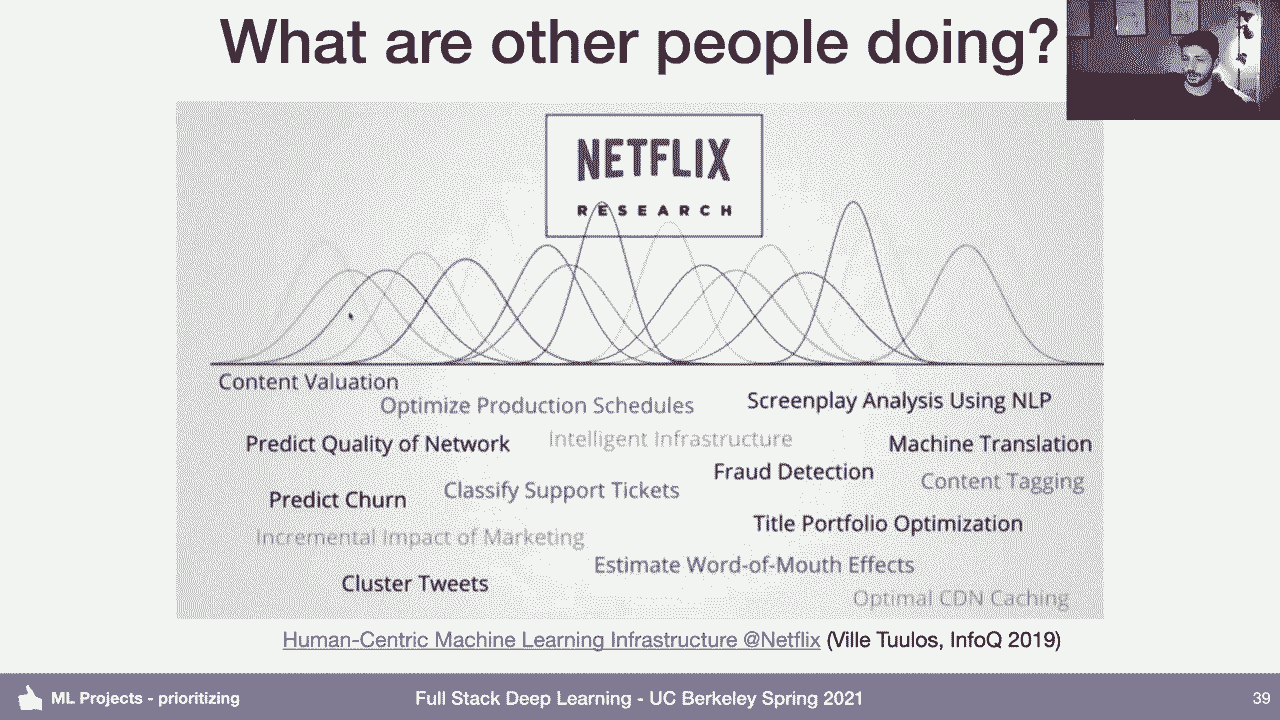 What are other people doing?
NETFLIX
RESEARCH
Content Valuation
Optimize Production Schedules
Screenplay Analysis Using NLP
Predict Quality of Network
Intelligent Infrastructure
Machine Translation
Fraud Detection
Content Tagging
Predict Churn
Classify Support Tickets
Title Portfolio Optimization
Incremental Impact of Marketing
Estimate Word-of-Mouth Effects
Cluster Tweets
Optimal CDN Caching
Human-Centric Machine Learning Infrastructure @Netflix (Ville Tuulos, InfoQ 2019)
ML Projects - prioritizing
Full Stack Deep Learning - UC Berkeley Spring 2021
39